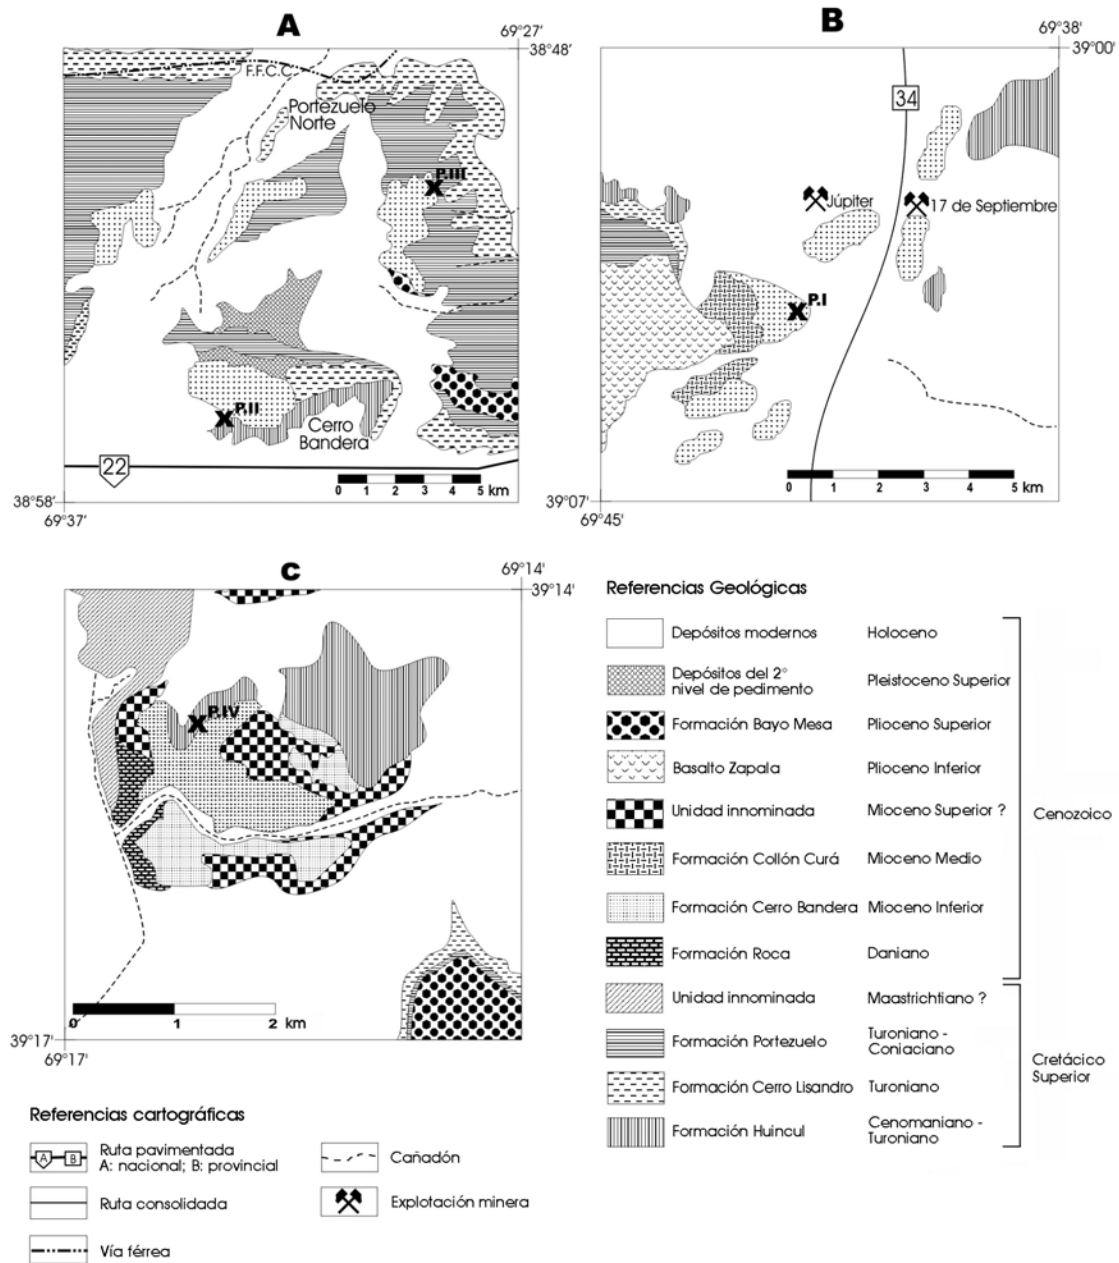 A
69°27'
38°48'
F.F.C.C.
Portezuelo
Norte
P.III
P.II
Cerro
Bandera
22
0 1 2 3 4 5 km
38°58'
69°37'
B
69°38'
39°00'
34
Júpiter
17 de Septiembre
P.I
0 1 2 3 4 5 km
39°07'
69°45'
C
69°14'
39°14'
P.IV
0 1 2 km
39°17'
69°17'
Referencias Geológicas
Depósitos modernos Holoceno
Depósitos del 2°
nivel de pedimento Pleistoceno Superior
Formación Bayo Mesa Plioceno Superior
Basalto Zapala Plioceno Inferior
Unidad innominada Mioceno Superior ?
Formación Collón Curá Mioceno Medio
Formación Cerro Bandera Mioceno Inferior
Formación Roca Daniano
Cenozoico
Unidad innominada Maastrichtiano ?
Formación Portezuelo Turoniano -
Coniaciano
Formación Cerro Lisandro Turoniano
Formación Huincul Cenomaniano -
Turoniano
Cretácico
Superior
Referencias cartográficas
A B
Ruta pavimentada
A: nacional; B: provincial
Ruta consolidada
Vía férrea
Cañadón
Explotación minera